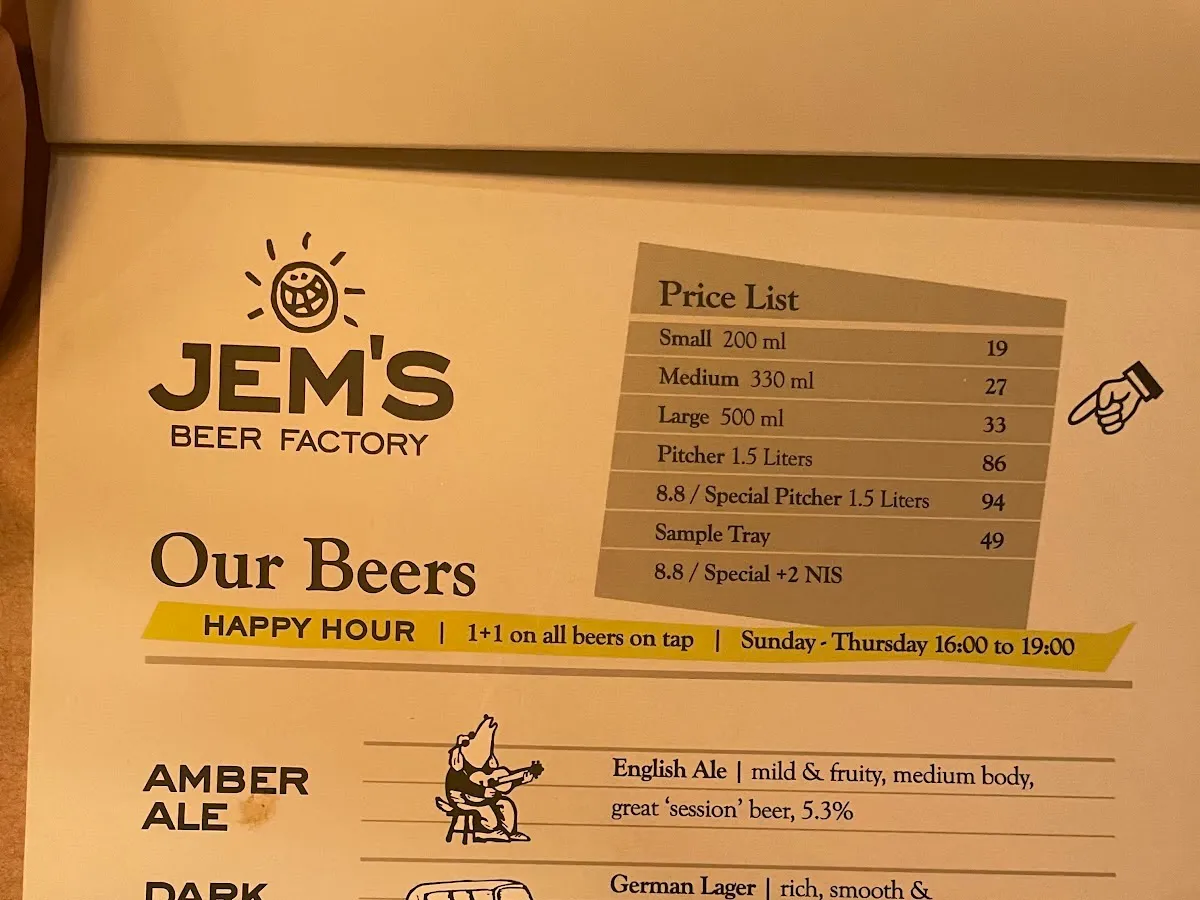 JEM'S
BEER FACTORY
Price List
Small 200 ml 19
Medium 330 ml 27
Large 500 ml 33
Pitcher 1.5 Liters 86
8.8 / Special Pitcher 1.5 Liters 94
Sample Tray 49
8.8 / Special +2 NIS
Our Beers
HAPPY HOUR | 1+1 on all beers on tap | Sunday - Thursday 16:00 to 19:00
AMBER
ALE
English Ale | mild & fruity, medium body,
great ‘session’ beer, 5.3%
DARK
German Lager | rich, smooth &